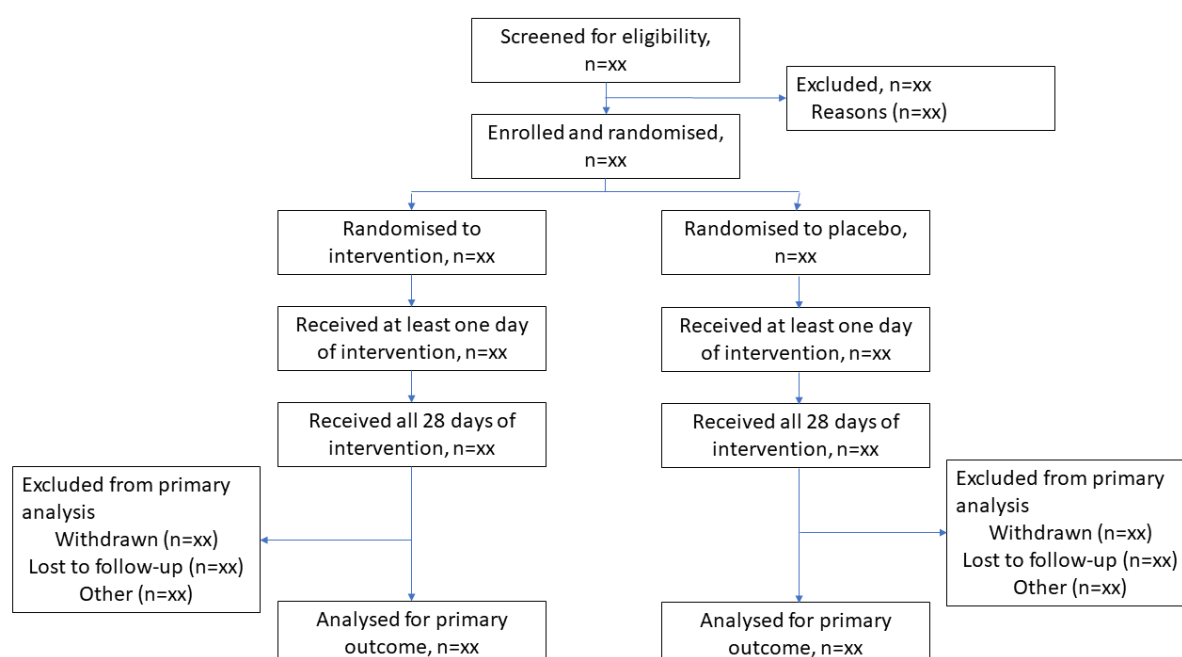 Screened for eligibility,
n=xx
Excluded, n=xx
Reasons (n=xx)
Enrolled and randomised,
n=xx
Randomised to
intervention, n=xx
Randomised to placebo,
n=xx
Received at least one day
of intervention, n=xx
Received at least one day
of intervention, n=xx
Received all 28 days of
intervention, n=xx
Received all 28 days of
intervention, n=xx
Excluded from primary
analysis
Withdrawn (n=xx)
Lost to follow-up (n=xx)
Other (n=xx)
Excluded from primary
analysis
Withdrawn (n=xx)
Lost to follow-up (n=xx)
Other (n=xx)
Analysed for primary
outcome, n=xx
Analysed for primary
outcome, n=xx